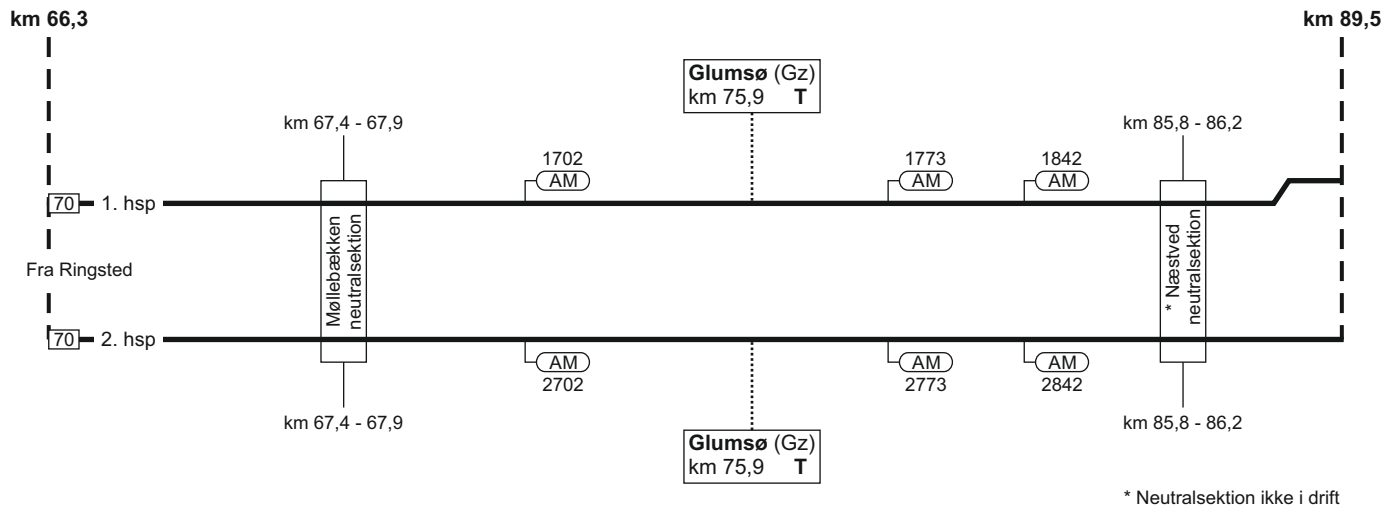 km 66,3
km 89,5
Glumsø (Gz)
km 75,9 T
km 67,4 - 67,9
km 85,8 - 86,2
1702
AM
1773
AM
1842
AM
70 1. hsp
Møllebækken
neutralsektion
* Næstved
neutralsektion
Fra Ringsted
70 2. hsp
AM
2702
AM
2773
AM
2842
km 67,4 - 67,9
km 85,8 - 86,2
Glumsø (Gz)
km 75,9 T
* Neutralsektion ikke i drift